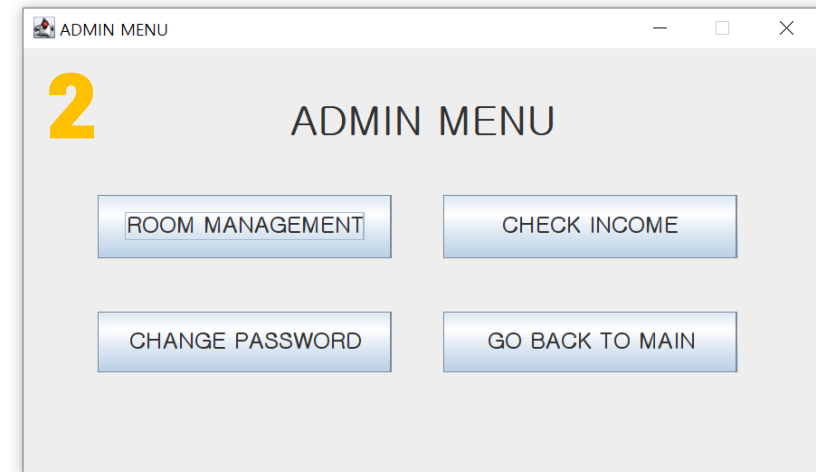 ADMIN MENU
2
ADMIN MENU
ROOM MANAGEMENT
CHECK INCOME
CHANGE PASSWORD
GO BACK TO MAIN